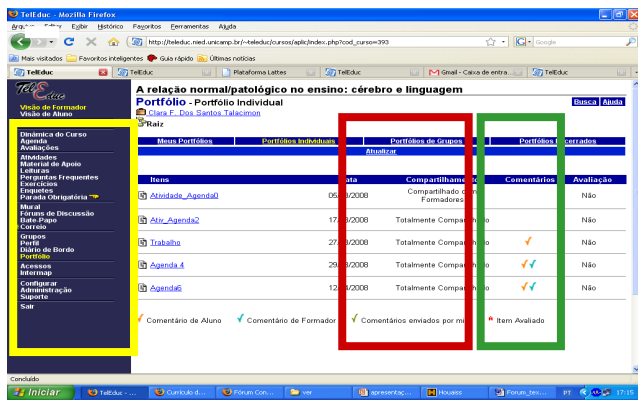 TelEduc - Mozilla Firefox
Exibir Histórico Favoritos Ferramentas Ajuda
http://teleduc.nied.unicamp.br/~teleduc/cursos/aplic/index.php?cod_curso=393
Google
Mais visitados Favoritos inteligentes Guia rápido Últimas notícias
TelEduc TelEduc Plataforma Lattes TelEduc Gmail - Caixa de entra... TelEduc
TelEduc
Visão de Formador
Visão de Aluno
Dinâmica do Curso
Agenda
Avaliações
Atividades
Material de Apoio
Leituras
Perguntas Frequentes
Exercícios
Enquetes
Parada Obrigatória
Mural
Fóruns de Discussão
Bate-Papo
Correio
Grupos
Perfil
Diário de Bordo
Portfólio
Acessos
Intermap
Configurar
Administração
Suporte
Sair
A relação normal/patológico no ensino: cérebro e linguagem
Portfólio - Portfólio Individual
Busca Ajuda
Clara F. Dos Santos Talacimon
Raiz
Meus Portfólios Portfólios Individuais Portfólios de Grupos Portfólios
Atualizar
Itens Compartilhamento Comentários Avaliação
Atividade_Agenda0 Compartilhado Formadores Não
Ativ_Agenda2 Totalmente Não
Trabalho Totalmente Não
Agenda 4 Totalmente Não
Agenda6 Totalmente Não
Comentário de Aluno Comentário de Formador Comentários enviados por mim Item Avaliado
Concluído
Iniciar TelEduc - ... Currículo d... Fórum Con... ver apresentaç... Houaiss Forum_tex... PT 17:15